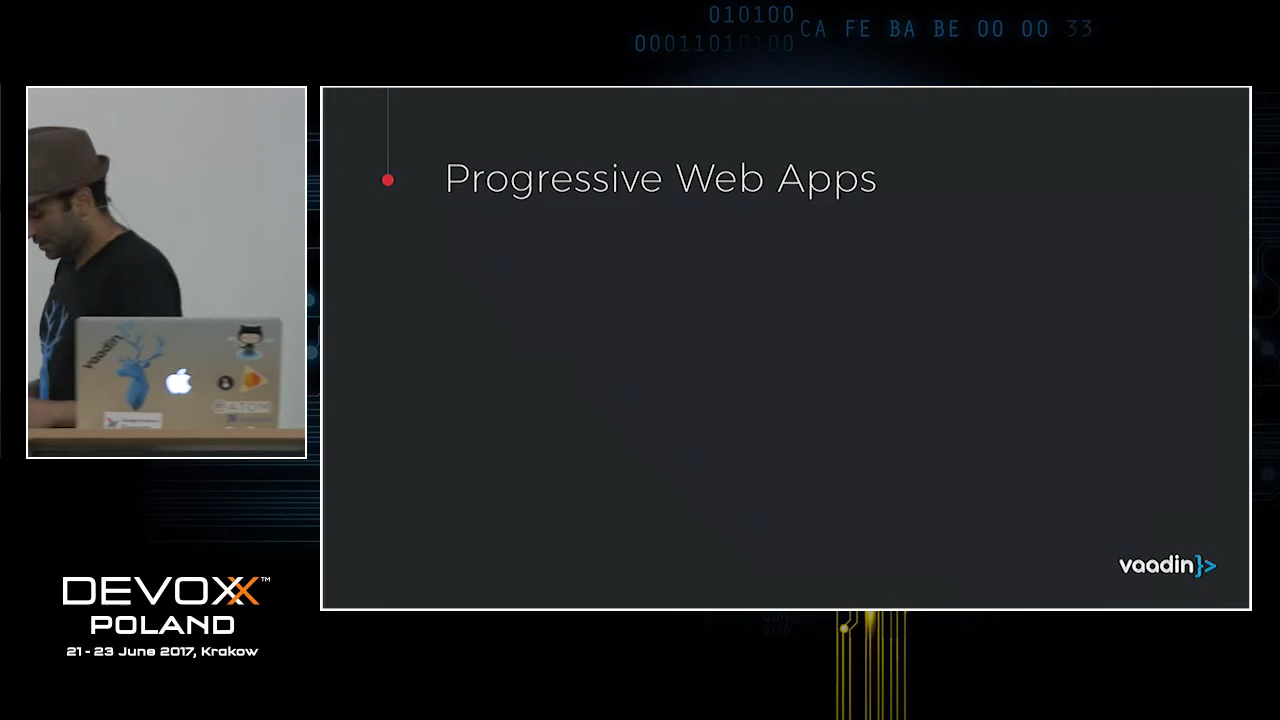 010100
00011010100
CA FE BA BE 00 00 33
Progressive Web Apps
vaadin
ATOM
vaadin}>
DEVOXX™
POLAND
21 - 23 June 2017, Krakow